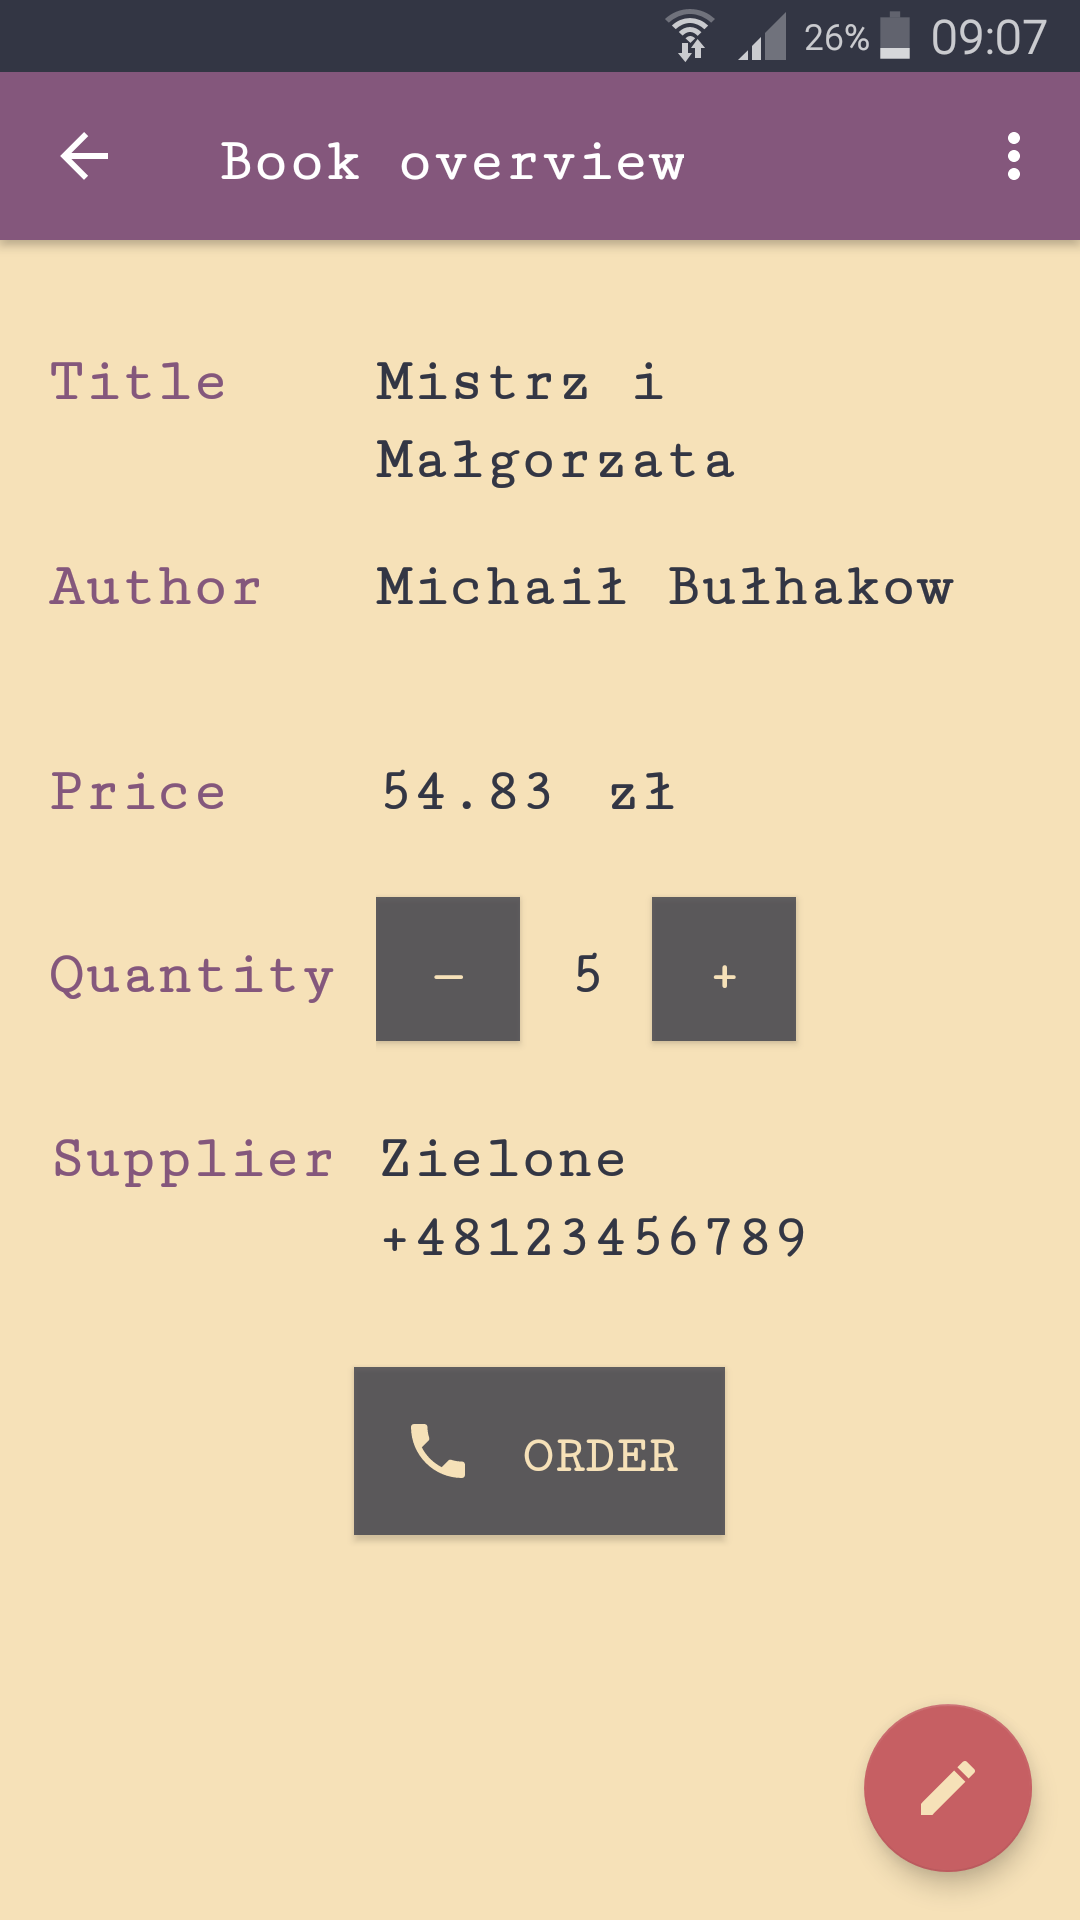 26% 09:07
Book overview
Title Mistrz i
Małgorzata
Author Michaił Bułhakow
Price 54.83 zł
Quantity – 5 +
Supplier Zielone
+48123456789
ORDER